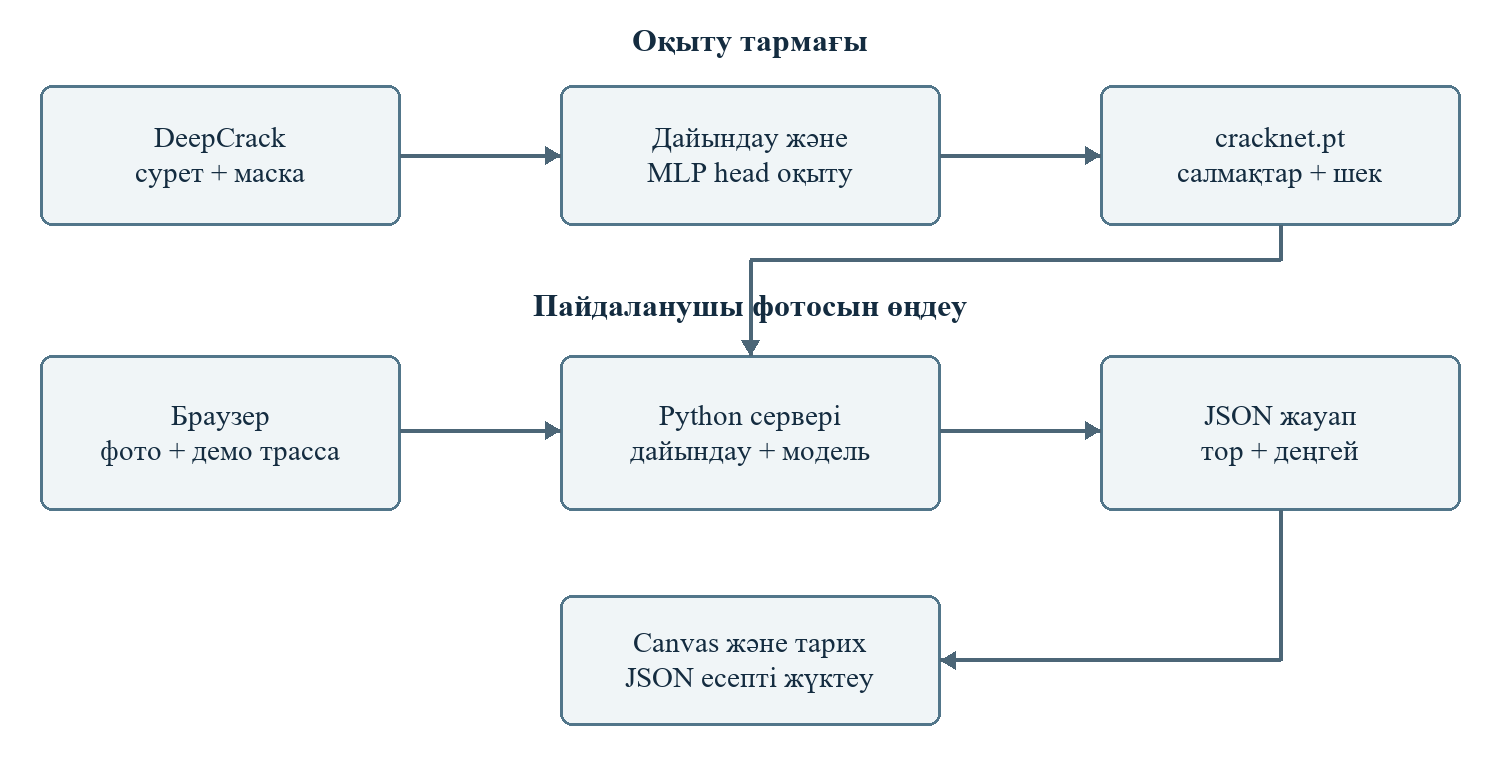 Оқыту тармағы
DeepCrack
сурет + маска
Дайындау және
MLP head оқыту
cracknet.pt
салмақтар + шек
Пайдаланушы фотосын өңдеу
Браузер
фото + демо трасса
Python сервері
дайындау + модель
JSON жауап
тор + деңгей
Canvas және тарих
JSON есепті жүктеу